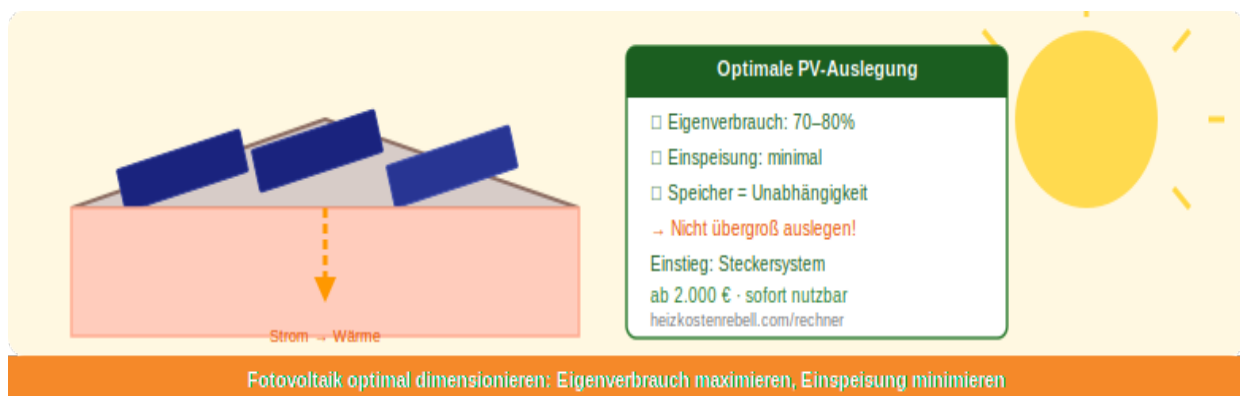 Optimale PV-Auslegung
□ Eigenverbrauch: 70–80%
□ Einspeisung: minimal
□ Speicher = Unabhängigkeit
→ Nicht übergroß auslegen!
Einstieg: Steckersystem
ab 2.000 € · sofort nutzbar
heizkostenrebell.com/rechner
Strom → Wärme
Fotovoltaik optimal dimensionieren: Eigenverbrauch maximieren, Einspeisung minimieren